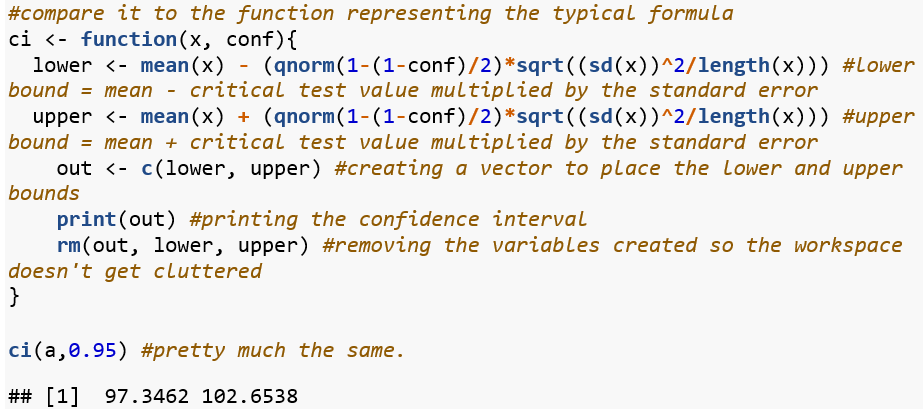 #compare it to the function representing the typical formula
ci <- function(x, conf){
  lower <- mean(x) - (qnorm(1-(1-conf)/2)*sqrt((sd(x))^2/length(x))) #lower
bound = mean - critical test value multiplied by the standard error
  upper <- mean(x) + (qnorm(1-(1-conf)/2)*sqrt((sd(x))^2/length(x))) #upper
bound = mean + critical test value multiplied by the standard error
    out <- c(lower, upper) #creating a vector to place the lower and upper
bounds
    print(out) #printing the confidence interval
    rm(out, lower, upper) #removing the variables created so the workspace
doesn't get cluttered
}
ci(a,0.95) #pretty much the same.
## [1]  97.3462 102.6538